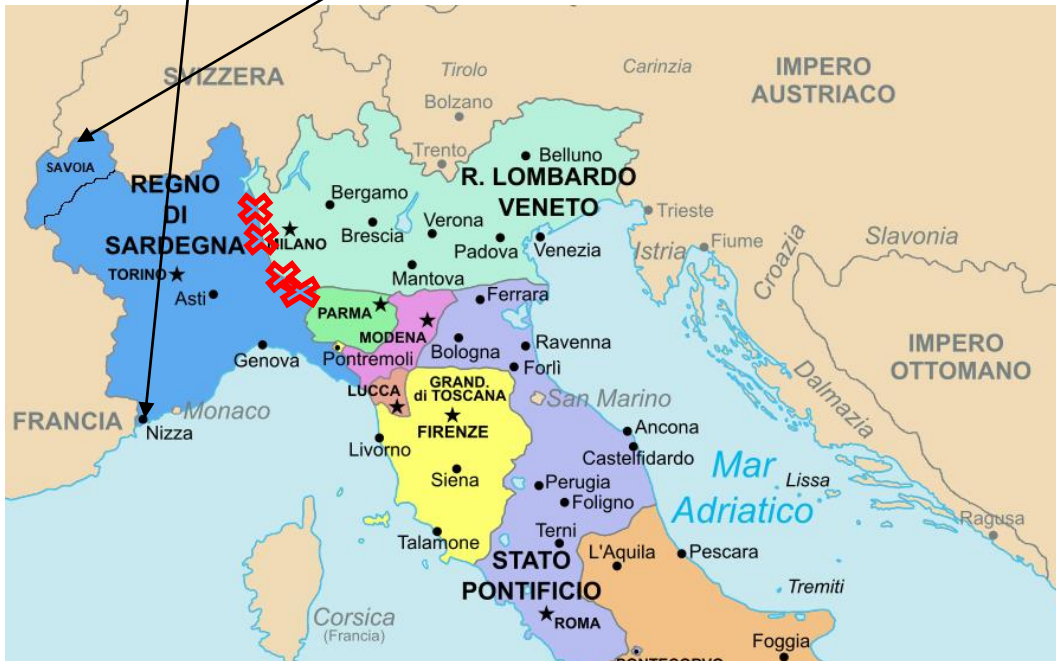 SVIZZERA
Tirolo
Carinzia
IMPERO
AUSTRIACO
Bolzano
Trento
Belluno
SAVOIA
REGNO
DI
SARDEGNA
R. LOMBARDO
VENETO
Bergamo
Brescia
Verona
Padova
Venezia
Trieste
Istria
Fiume
Croazia
Slavonia
MILANO
Mantova
TORINO
Asti
PARMA
MODENA
Ferrara
Genova
Pontremoli
Bologna
Ravenna
Forlì
IMPERO
OTTOMANO
Dalmazia
LUCCA
GRAND.
di TOSCANA
FIRENZE
San Marino
FRANCIA
Monaco
Nizza
Livorno
Siena
Ancona
Castelfidardo
Mar
Adriatico
Lissa
Perugia
Foligno
Ragusa
Talamone
Terni
L'Aquila
Pescara
STATO
PONTIFICIO
Tremiti
Corsica
(Francia)
ROMA
Foggia
PONTECORVO